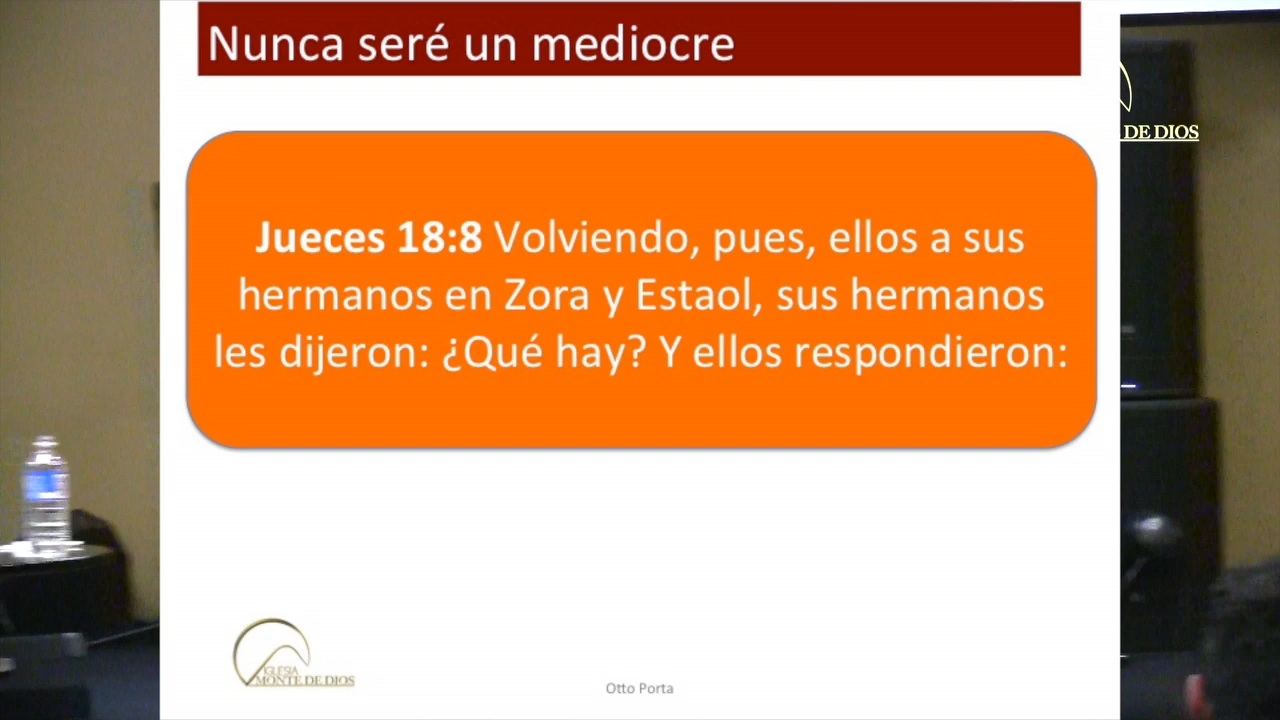 Nunca seré un mediocre
DE DIOS
Jueces 18:8 Volviendo, pues, ellos a sus
hermanos en Zora y Estaol, sus hermanos
les dijeron: ¿Qué hay? Y ellos respondieron:
IGLESIA
MONTE DE DIOS
Otto Porta